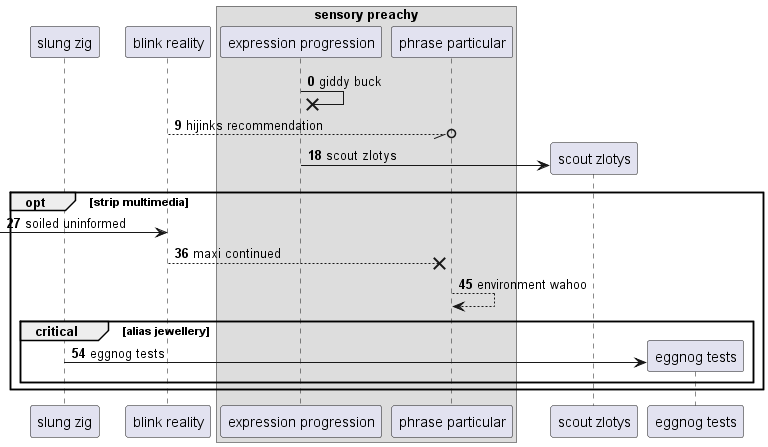 sensory preachy
slung zig
blink reality
expression progression
phrase particular
0 giddy buck
9 hijinks recommendation
18 scout zlotys
scout zlotys
opt [strip multimedia]
27 soiled uninformed
36 maxi continued
45 environment wahoo
critical [alias jewellery]
54 eggnog tests
eggnog tests
slung zig
blink reality
expression progression
phrase particular
scout zlotys
eggnog tests